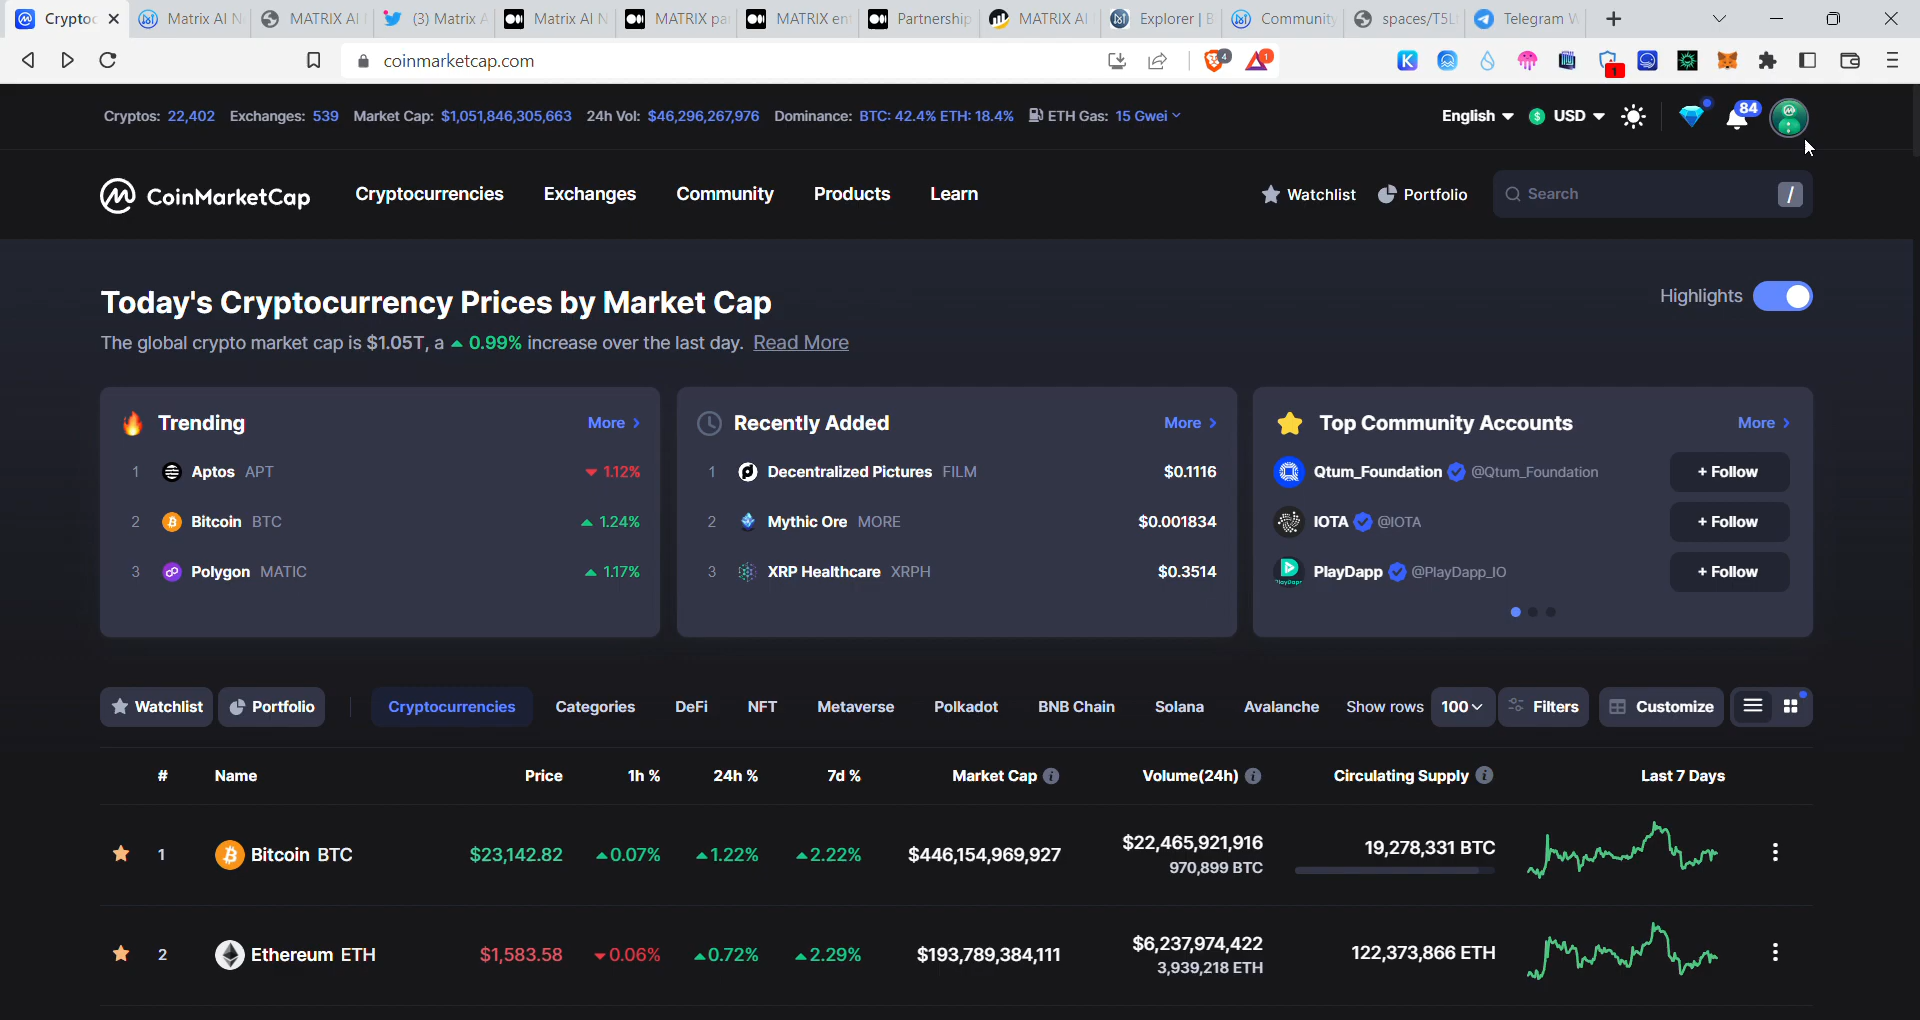 Cryptoc
Matrix AI N
MATRIX AI
(3) Matrix A
Matrix AI N
MATRIX pa
MATRIX en
Partnership
MATRIX AI
Explorer | B
Community
spaces/T5L
Telegram W
coinmarketcap.com
4
1
1
Cryptos: 22,402 Exchanges: 539 Market Cap: $1,051,846,305,663 24h Vol: $46,296,267,976 Dominance: BTC: 42.4% ETH: 18.4% ETH Gas: 15 Gwei
English
USD
84
CoinMarketCap
Cryptocurrencies Exchanges Community Products Learn
Watchlist
Portfolio
Search /
Today's Cryptocurrency Prices by Market Cap
Highlights
The global crypto market cap is $1.05T, a 0.99% increase over the last day. Read More
Trending More
1 Aptos APT 1.12%
2 Bitcoin BTC 1.24%
3 Polygon MATIC 1.17%
Recently Added More
1 Decentralized Pictures FILM $0.1116
2 Mythic Ore MORE $0.001834
3 XRP Healthcare XRPH $0.3514
Top Community Accounts More
Qtum_Foundation @Qtum_Foundation + Follow
IOTA @IOTA + Follow
PlayDapp @PlayDapp_IO + Follow
Watchlist Portfolio Cryptocurrencies Categories DeFi NFT Metaverse Polkadot BNB Chain Solana Avalanche Show rows 100 Filters Customize
# Name Price 1h % 24h % 7d % Market Cap Volume(24h) Circulating Supply Last 7 Days
1 Bitcoin BTC $23,142.82 0.07% 1.22% 2.22% $446,154,969,927 $22,465,921,916 19,278,331 BTC
970,899 BTC
2 Ethereum ETH $1,583.58 0.06% 0.72% 2.29% $193,789,384,111 $6,237,974,422 122,373,866 ETH
3,939,218 ETH